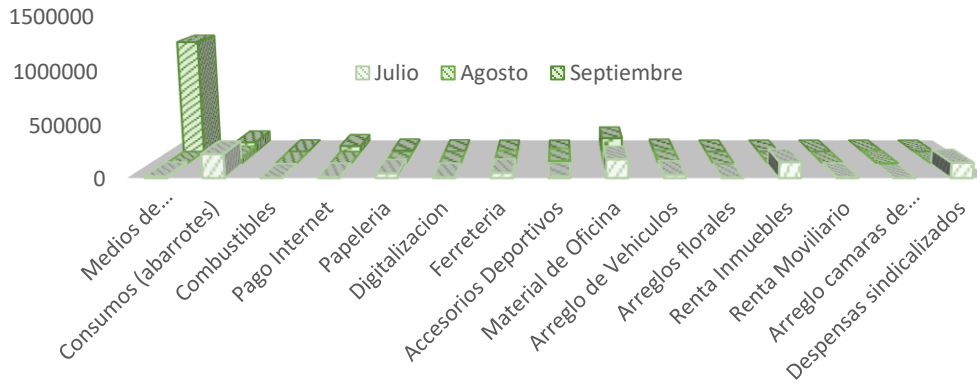 1500000
1000000
500000
0
Julio Agosto Septiembre
Medios de...
Consumos (abarrotes)
Combustibles
Pago Internet
Papeleria
Digitalizacion
Ferreteria
Accesorios Deportivos
Material de Oficina
Arreglo de Vehiculos
Arreglos florales
Renta Inmuebles
Renta Moviliario
Arreglo camaras de...
Despensas sindicalizados